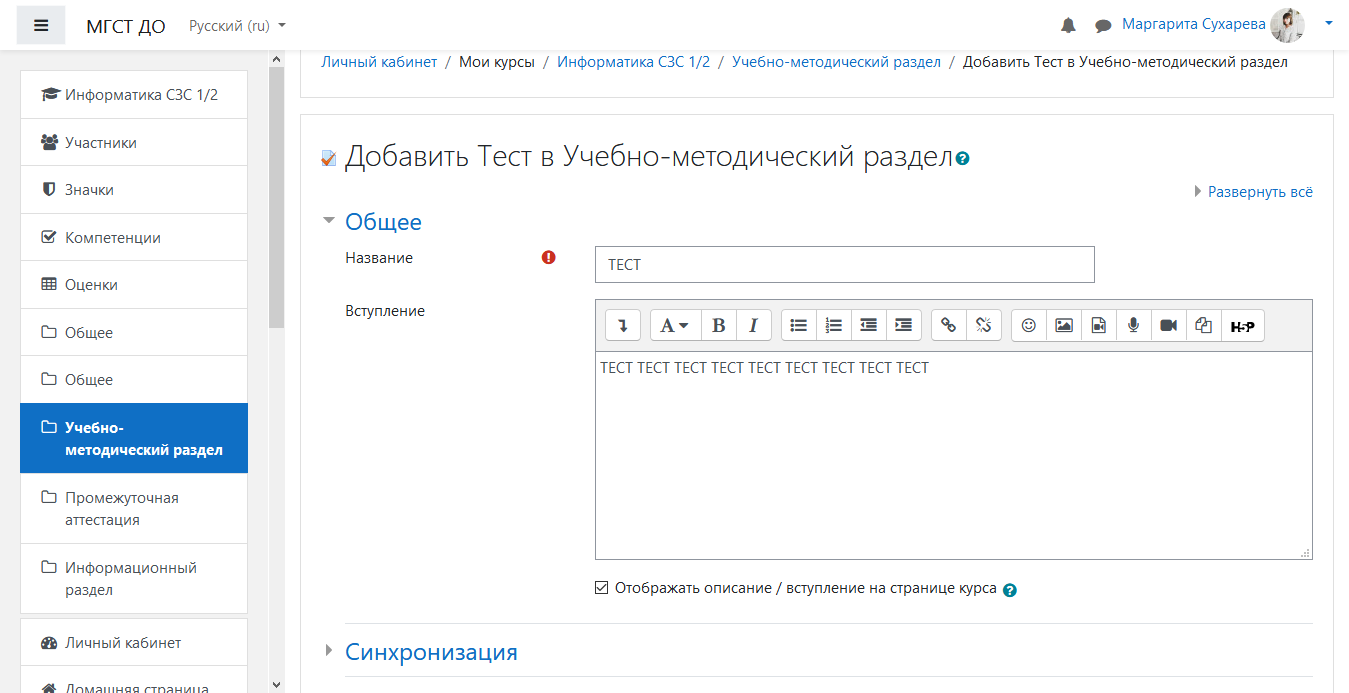 МГСТ ДО Русский (ru) Маргарита Сухарева
Личный кабинет / Мои курсы / Информатика СЗС 1/2 / Учебно-методический раздел / Добавить Тест в Учебно-методический раздел
Информатика СЗС 1/2
Участники
Значки
Компетенции
Оценки
Общее
Общее
Учебно-
методический раздел
Промежуточная
аттестация
Информационный
раздел
Личный кабинет
Домашняя страница
Добавить Тест в Учебно-методический раздел
Развернуть всё
Общее
Название
ТЕСТ
Вступление
A B I H5P
ТЕСТ ТЕСТ ТЕСТ ТЕСТ ТЕСТ ТЕСТ ТЕСТ ТЕСТ ТЕСТ
Отображать описание / вступление на странице курса
Синхронизация